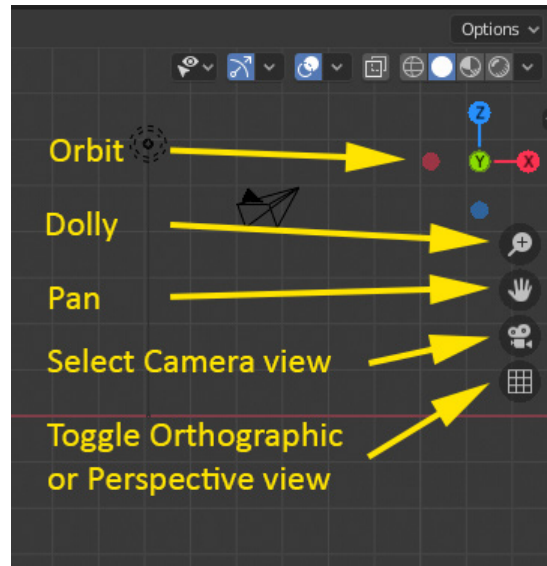 Options
Z
Orbit
Y
X
Dolly
Pan
Select Camera view
Toggle Orthographic
or Perspective view